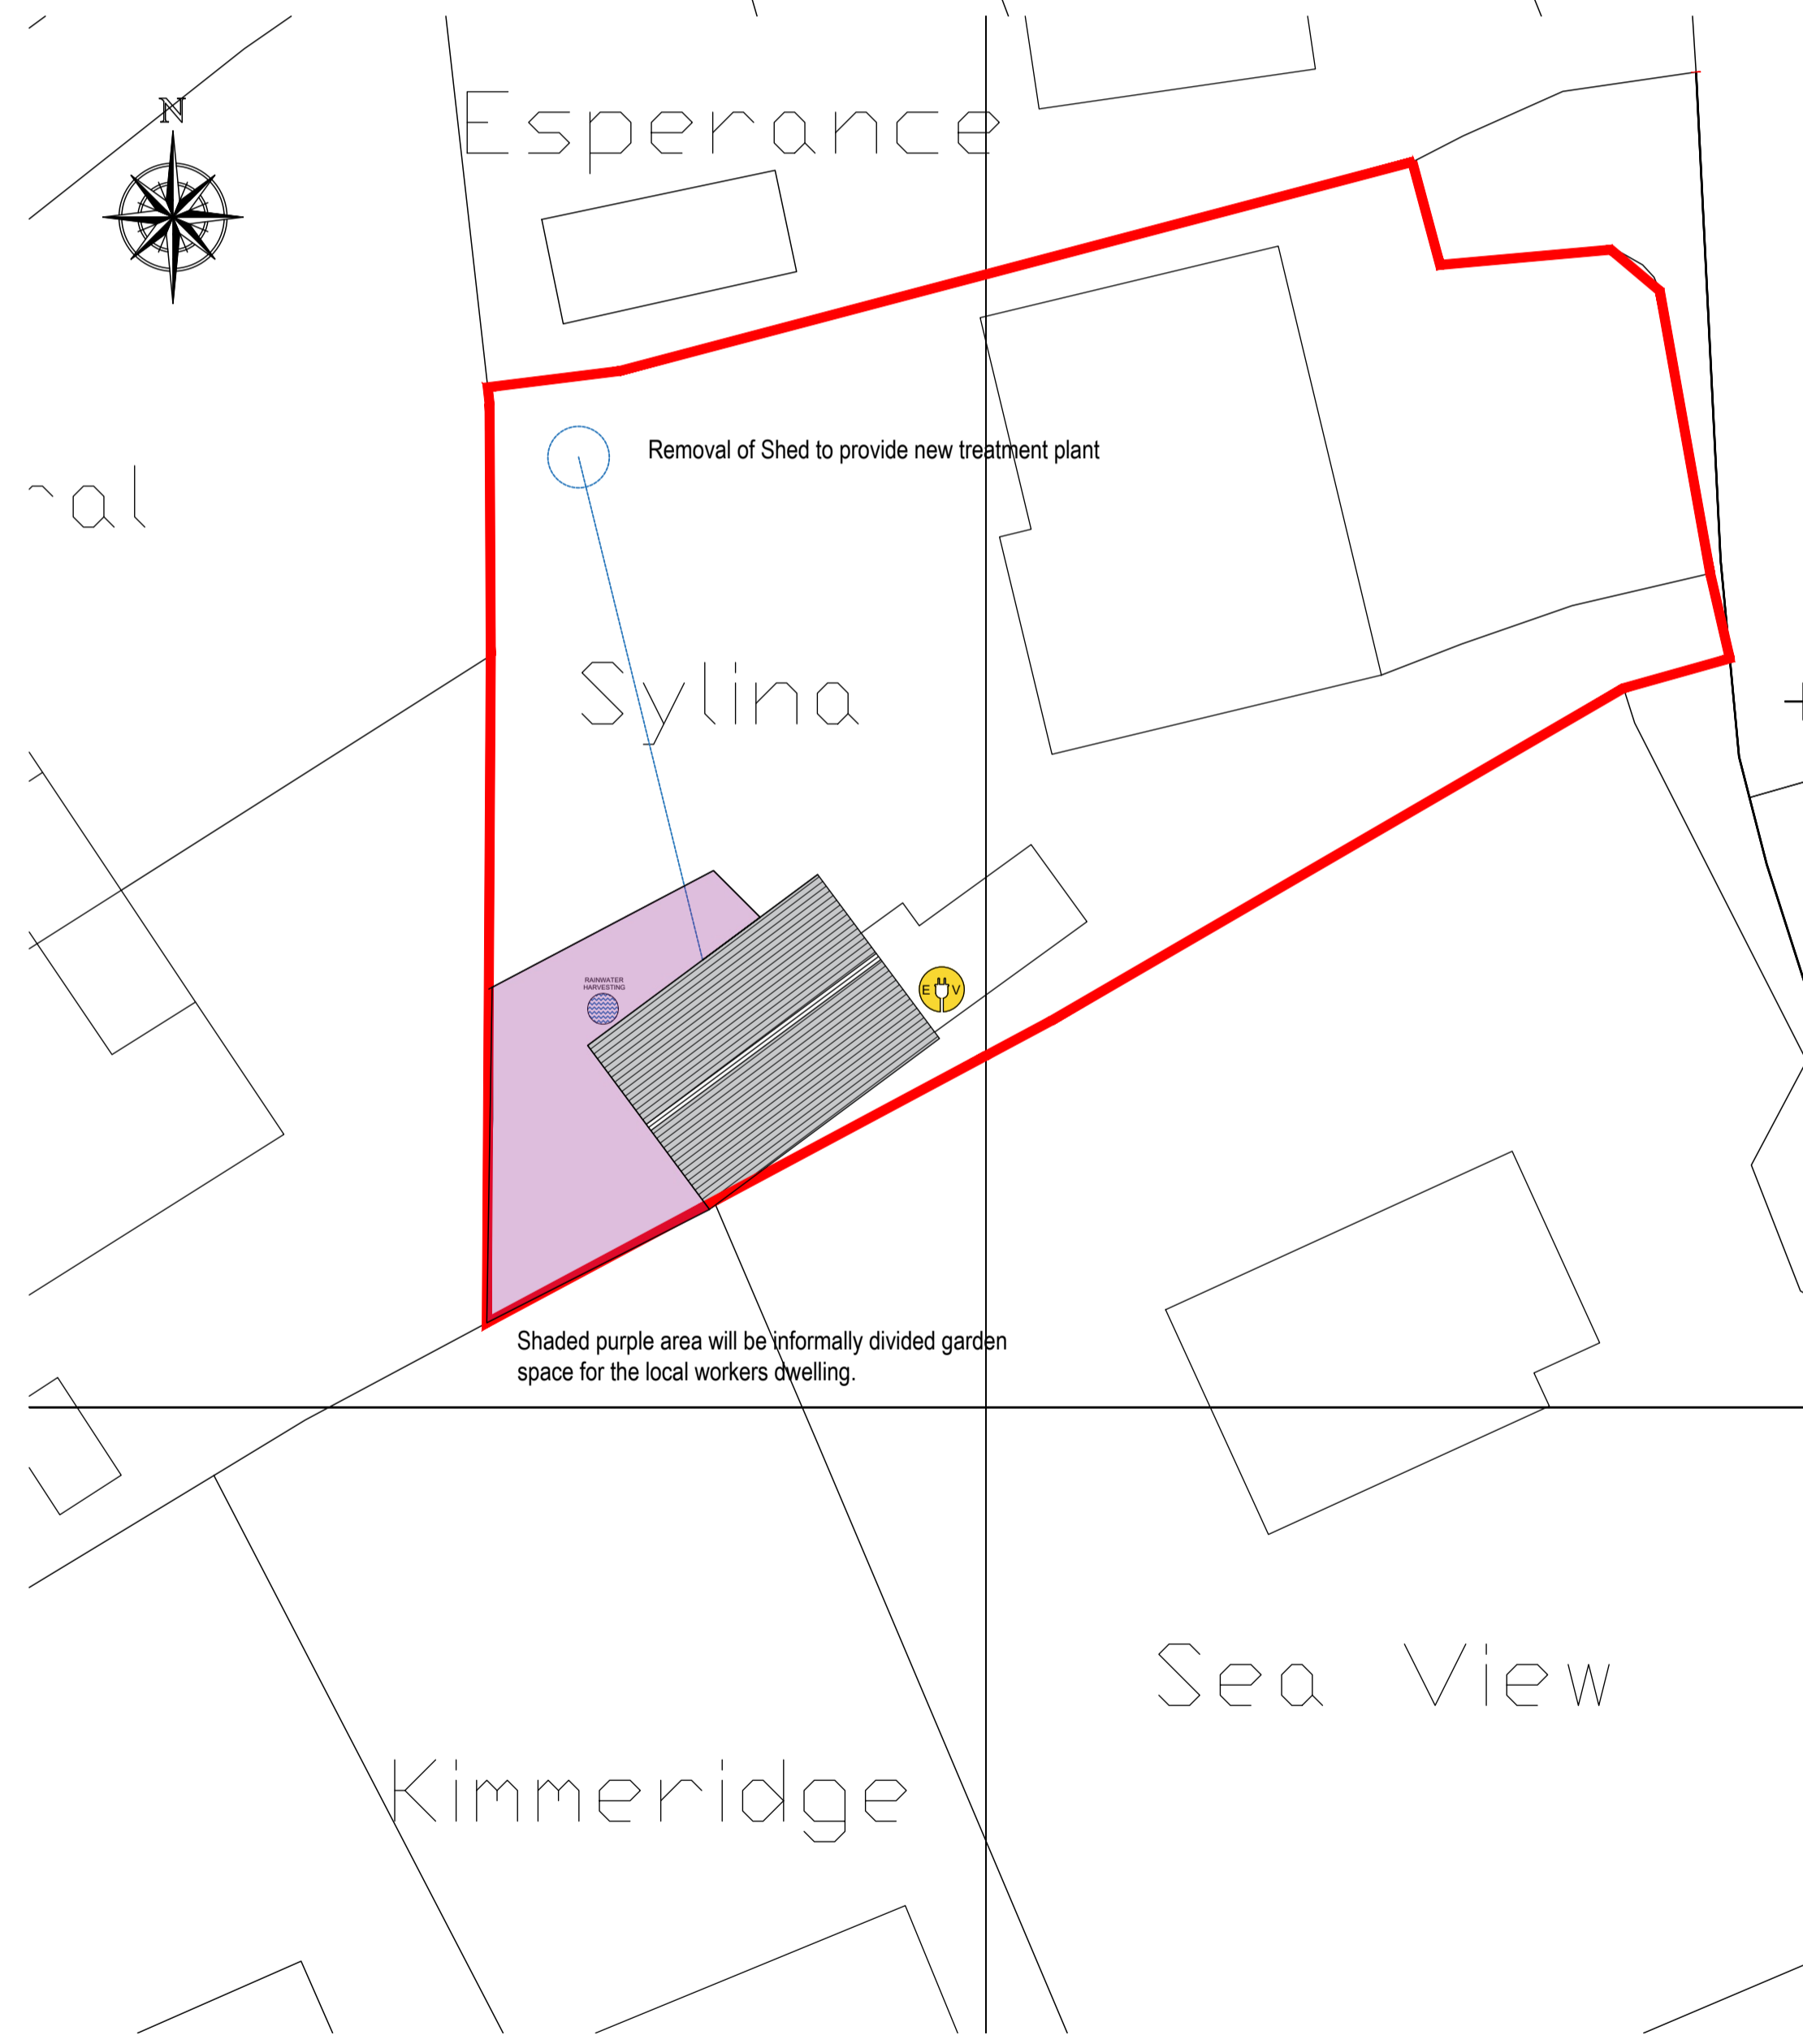 N
Esperance
Removal of Shed to provide new treatment plant
ral
Sylina
RAINWATER
HARVESTING
E V
Shaded purple area will be informally divided garden
space for the local workers dwelling.
Sea View
Kimmeridge